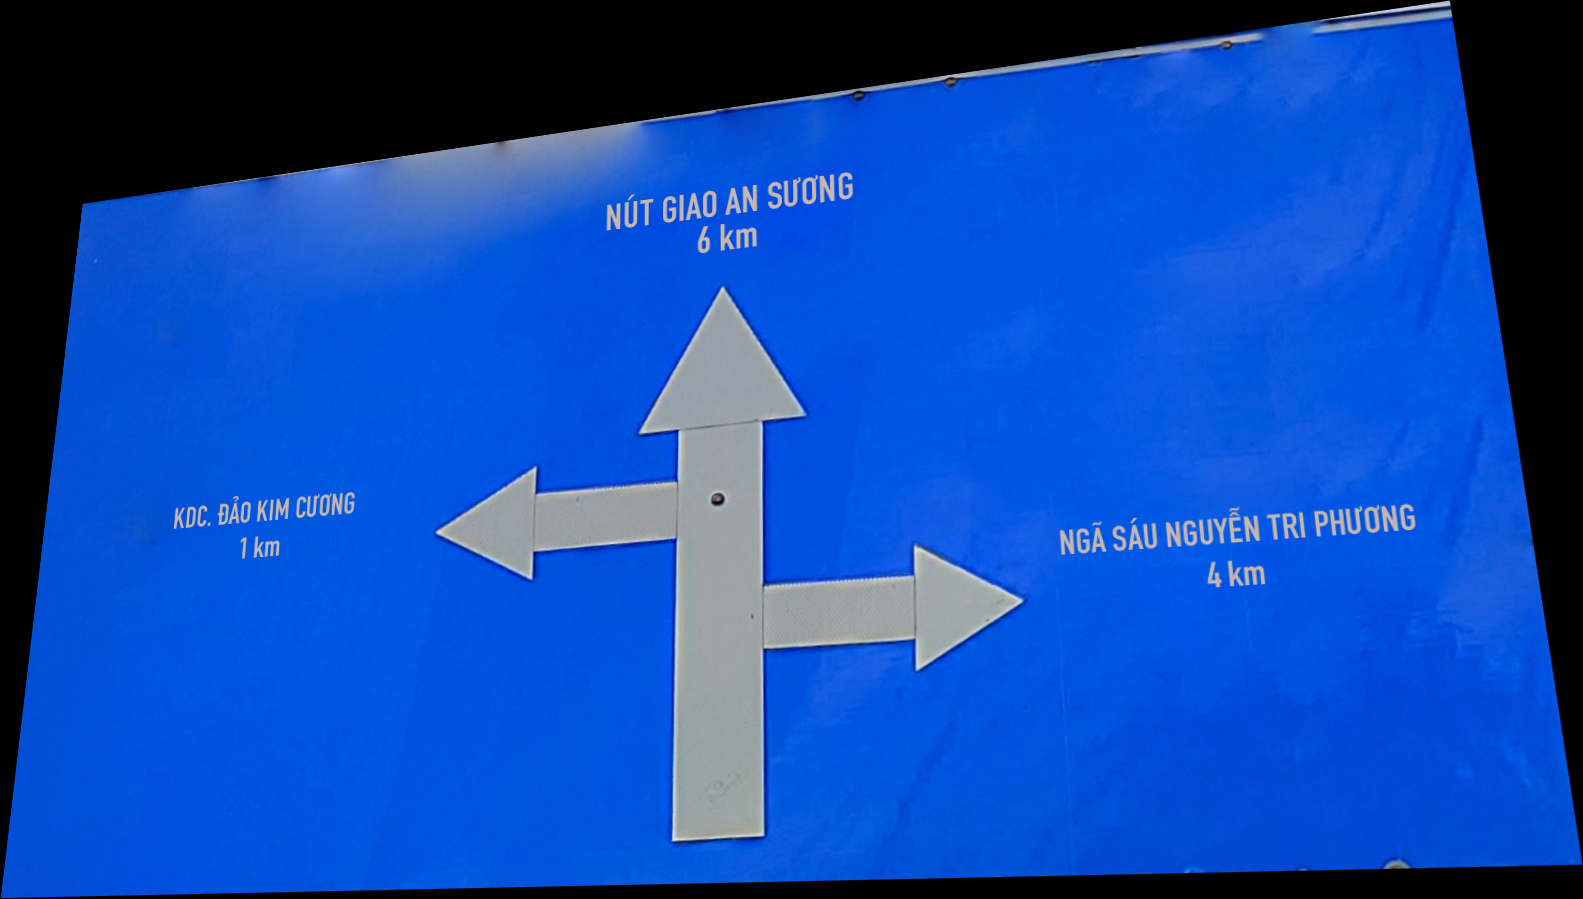 NÚT GIAO AN SƯƠNG
6 km
KDC. ĐẢO KIM CƯƠNG
1 km
NGÃ SÁU NGUYỄN TRI PHƯƠNG
4 km